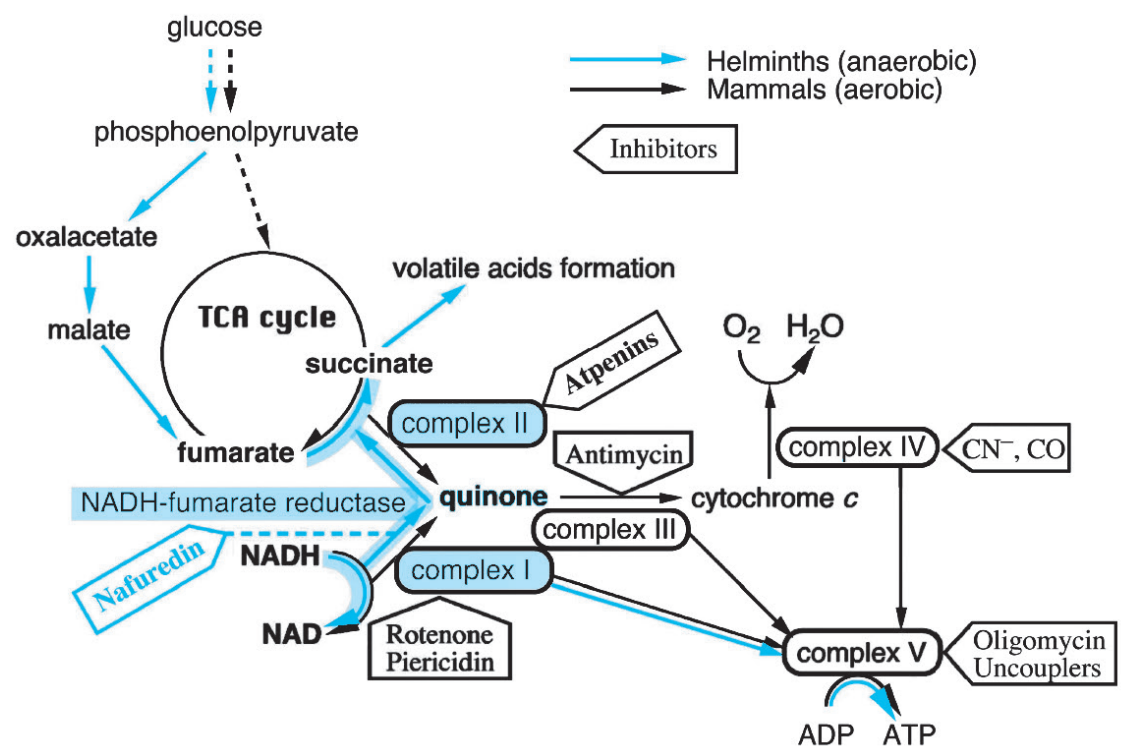 glucose
Helminths (anaerobic)
Mammals (aerobic)
phosphoenolpyruvate
Inhibitors
oxalacetate
volatile acids formation
malate
TCA cycle
O₂ H₂O
succinate
Atpenins
complex II
fumarate
Antimycin
complex IV
CN⁻, CO
NADH-fumarate reductase
quinone
cytochrome c
complex III
Nafuredin
NADH
complex I
NAD
Rotenone
Piericidin
complex V
Oligomycin
Uncouplers
ADP ATP